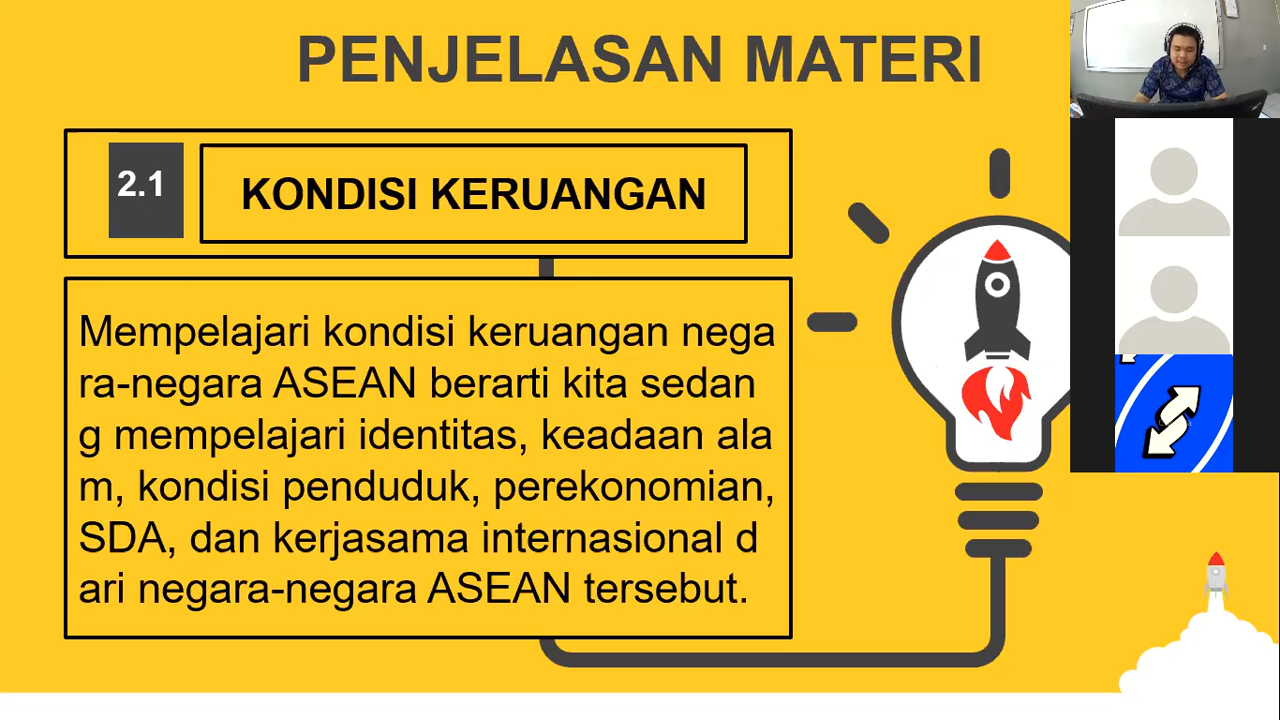 PENJELASAN MATERI
2.1
KONDISI KERUANGAN
Mempelajari kondisi keruangan nega
ra-negara ASEAN berarti kita sedan
g mempelajari identitas, keadaan ala
m, kondisi penduduk, perekonomian,
SDA, dan kerjasama internasional d
ari negara-negara ASEAN tersebut.